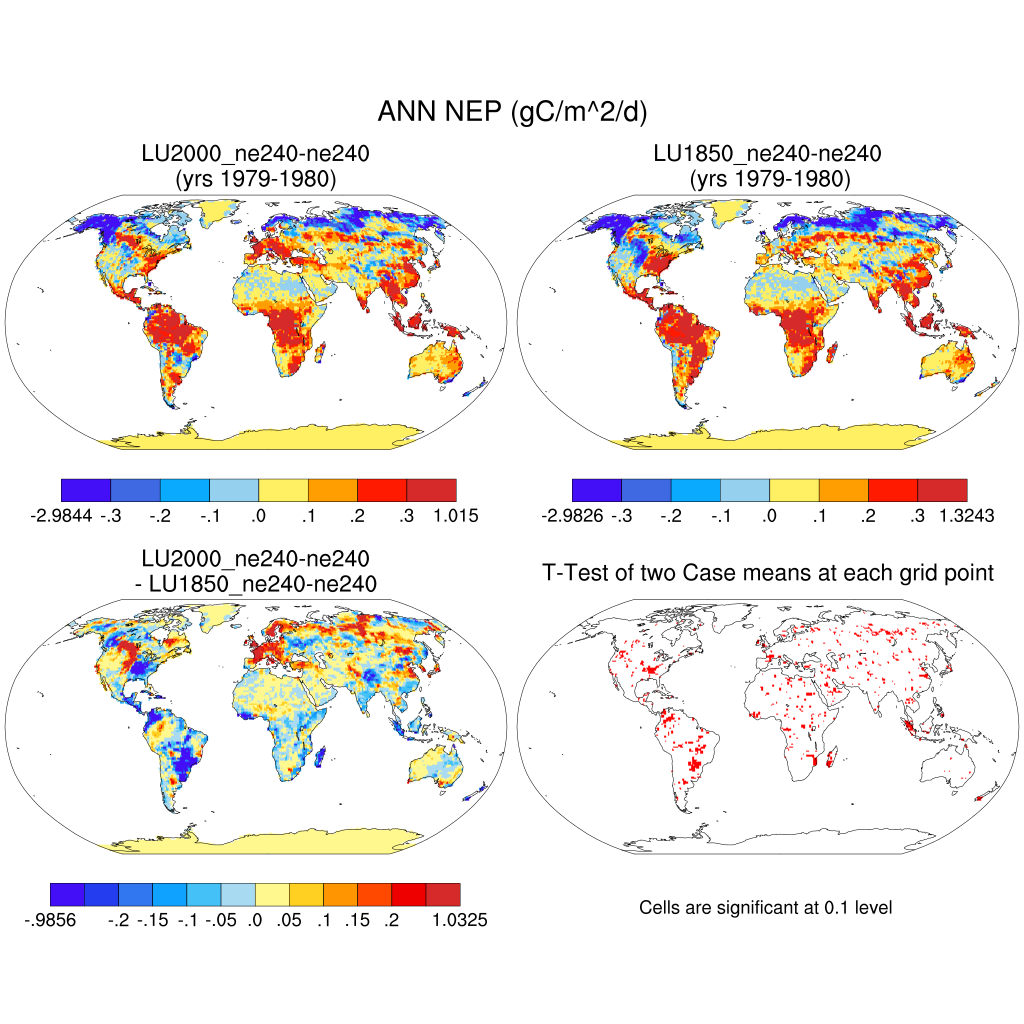 ANN NEP (gC/m^2/d)
LU2000_ne240-ne240
(yrs 1979-1980)
LU1850_ne240-ne240
(yrs 1979-1980)
-2.9844 -.3 -.2 -.1 .0 .1 .2 .3 1.015
-2.9826 -.3 -.2 -.1 .0 .1 .2 .3 1.3243
LU2000_ne240-ne240
- LU1850_ne240-ne240
T-Test of two Case means at each grid point
-.9856 -.2 -.15 -.1 -.05 .0 .05 .1 .15 .2 1.0325
Cells are significant at 0.1 level